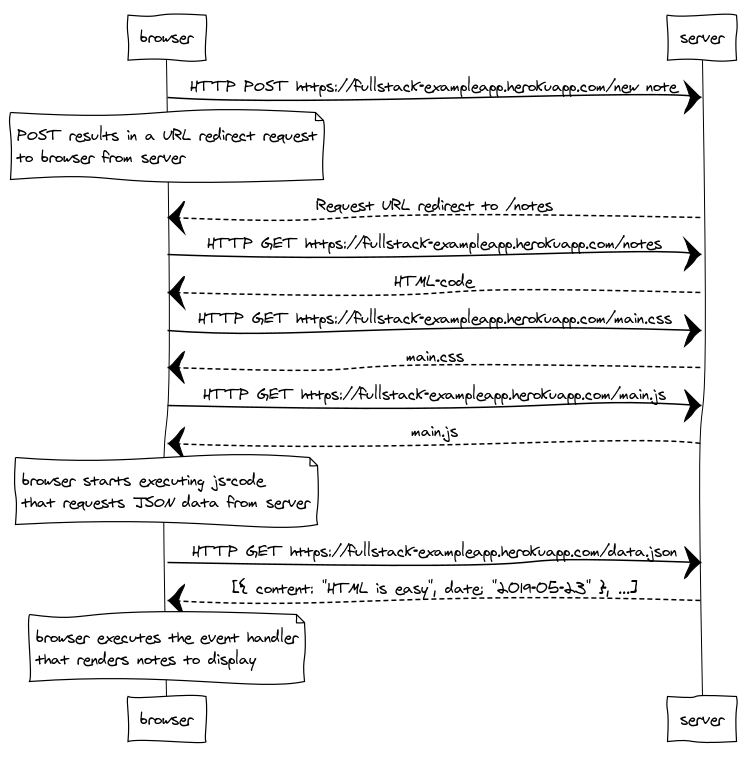 browser
server
HTTP POST https://fullstack-exampleapp.herokuapp.com/new note
POST results in a URL redirect request
to browser from server
Request URL redirect to /notes
HTTP GET https://fullstack-exampleapp.herokuapp.com/notes
HTML-code
HTTP GET https://fullstack-exampleapp.herokuapp.com/main.css
main.css
HTTP GET https://fullstack-exampleapp.herokuapp.com/main.js
main.js
browser starts executing js-code
that requests JSON data from server
HTTP GET https://fullstack-exampleapp.herokuapp.com/data.json
[{ content: "HTML is easy", date: "2019-05-23" }, ...]
browser executes the event handler
that renders notes to display
browser
server